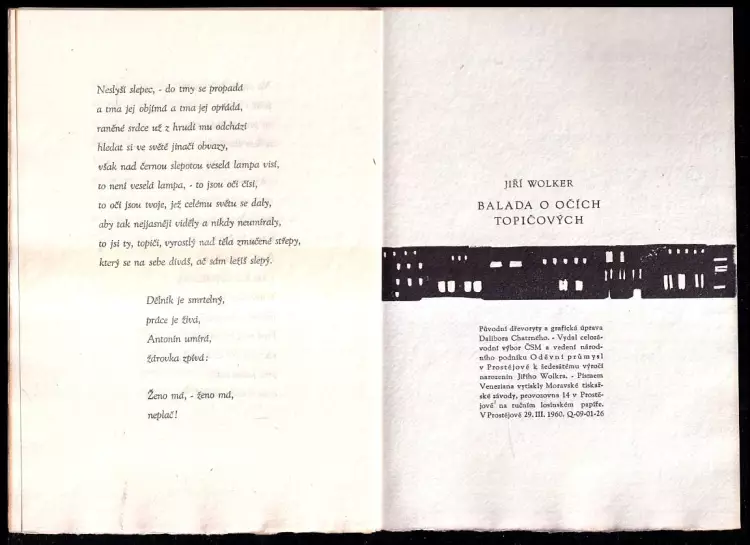 Neslyší slepec, - do tmy se propadá
a tma jej objímá a tma jej opřádá,
raněné srdce už z hrudi mu odchází
hledat si ve světě jinačí obvazy,
však nad černou slepotou veselá lampa visí,
to není veselá lampa, - to jsou oči čísi,
to oči jsou tvoje, jež celému světu se daly,
aby tak nejjasněji viděly a nikdy neumíraly,
to jsi ty, topiči, vyrostlý nad těla zmučené střepy,
který se na sebe díváš, ač sám ležíš slepý.
Dělník je smrtelný,
práce je živá,
Antonín umírá,
žárovka zpívá:
Ženo má, - ženo má,
neplač!
JIŘÍ WOLKER
BALADA O OČÍCH
TOPIČOVÝCH
Původní dřevoryty a grafická úprava
Dalibora Chatrného. - Vydal celozá-
vodní výbor ČSM a vedení národ-
ního podniku Oděvní průmysl
v Prostějově k šedesátému výročí
narozenin Jiřího Wolkra. - Písmem
Veneziana vytiskly Moravské tiskař-
ské závody, provozovna 14 v Prostě-
jově na ručním losinském papíře.
V Prostějově 29. III. 1960. Q-09-01-26